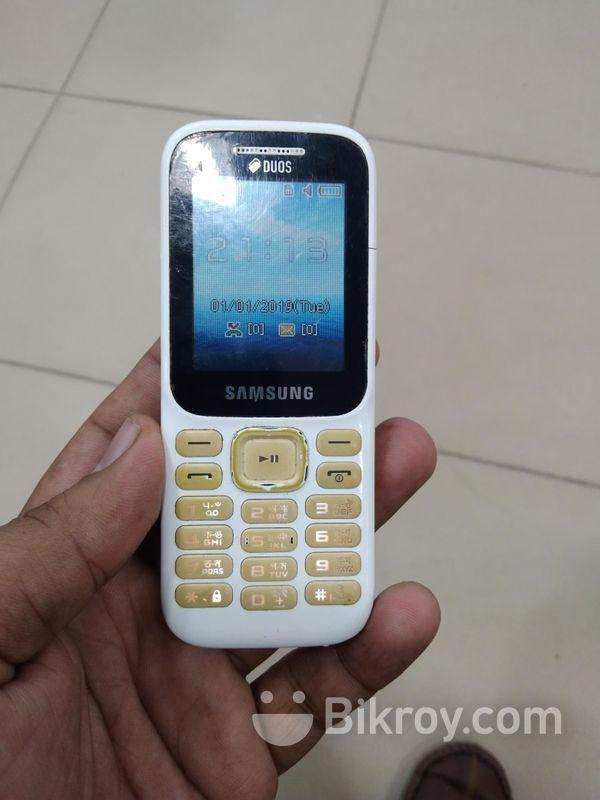 DUOS
21:13
01/01/2019(Tue)
[0] [0]
SAMSUNG
1
2 ABC
3 DEF
4 GHI
5 JKL
6 MNO
7 PQRS
8 TUV
9 WXYZ
*
0 +
#
Bikroy.com